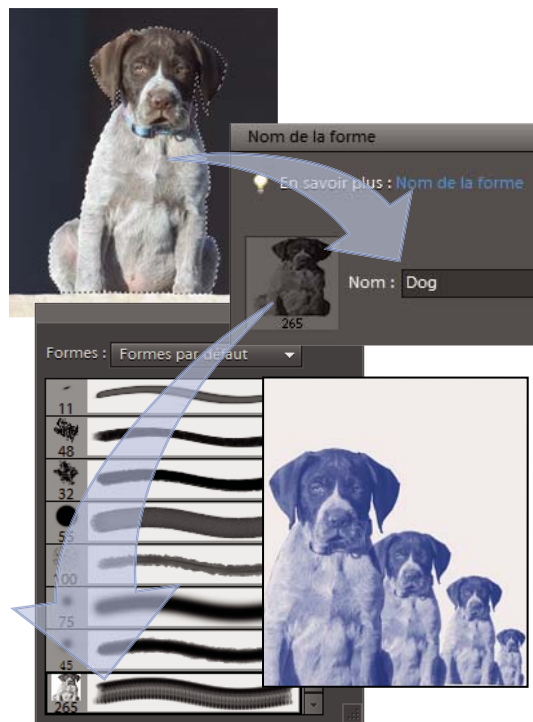 Nom de la forme
En savoir plus : Nom de la forme
Nom : Dog
265
Formes : Formes par défaut
11
48
32
55
100
75
45
265